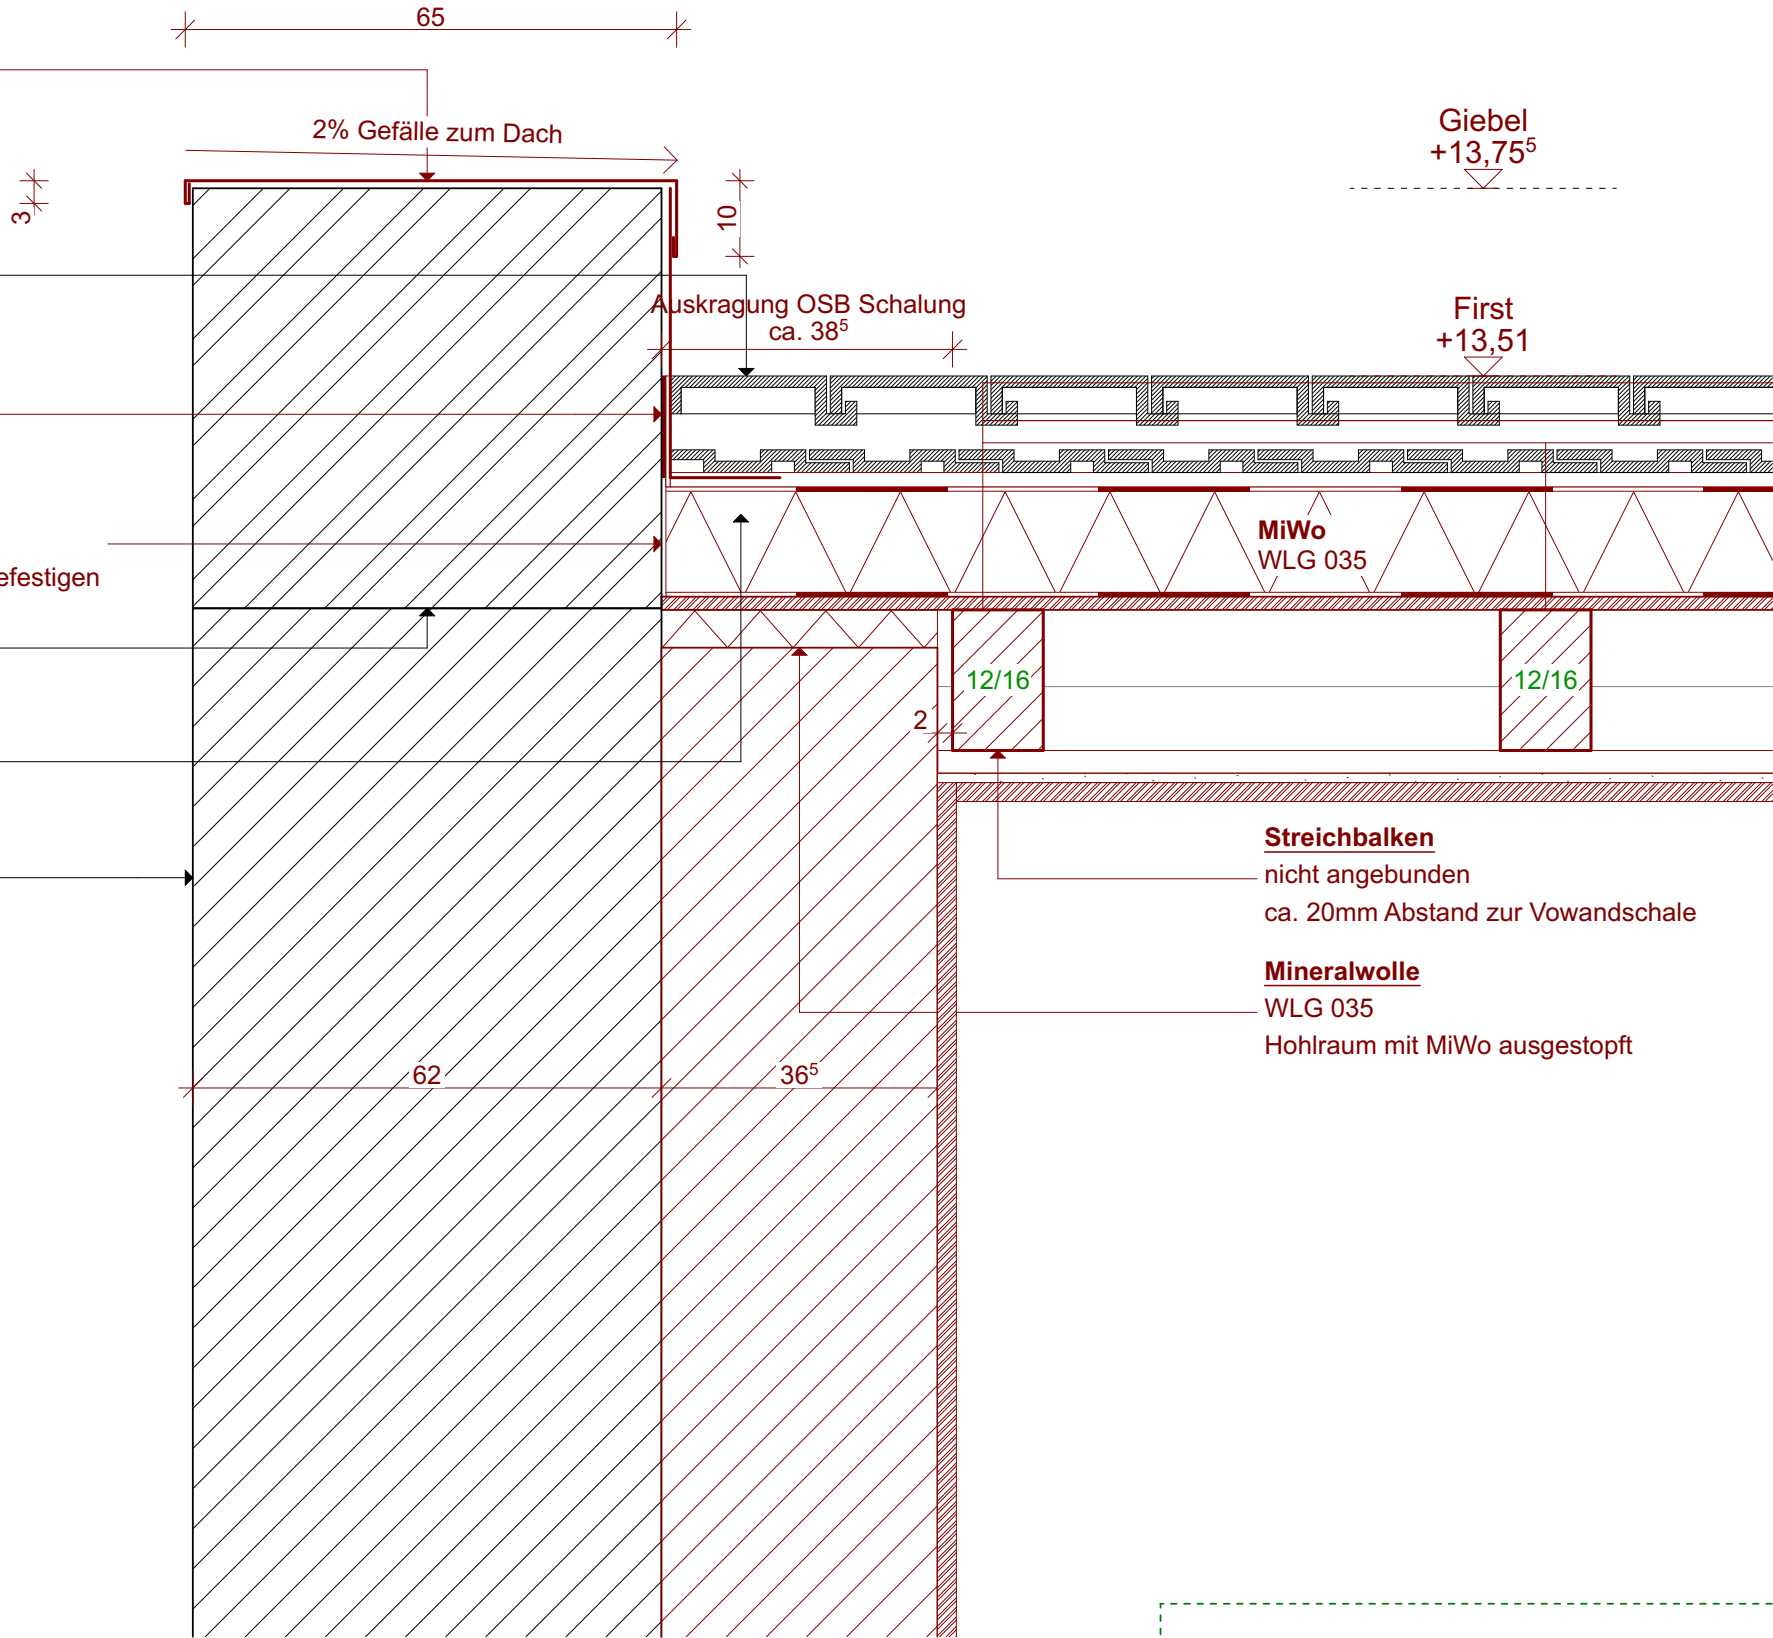 65
2% Gefälle zum Dach
Giebel
+13,75⁵
3
10
Auskragung OSB Schalung
ca. 38⁵
First
+13,51
MiWo
WLG 035
efestigen
12/16
12/16
2
Streichbalken
nicht angebunden
ca. 20mm Abstand zur Vowandschale
Mineralwolle
WLG 035
Hohlraum mit MiWo ausgestopft
62
36⁵